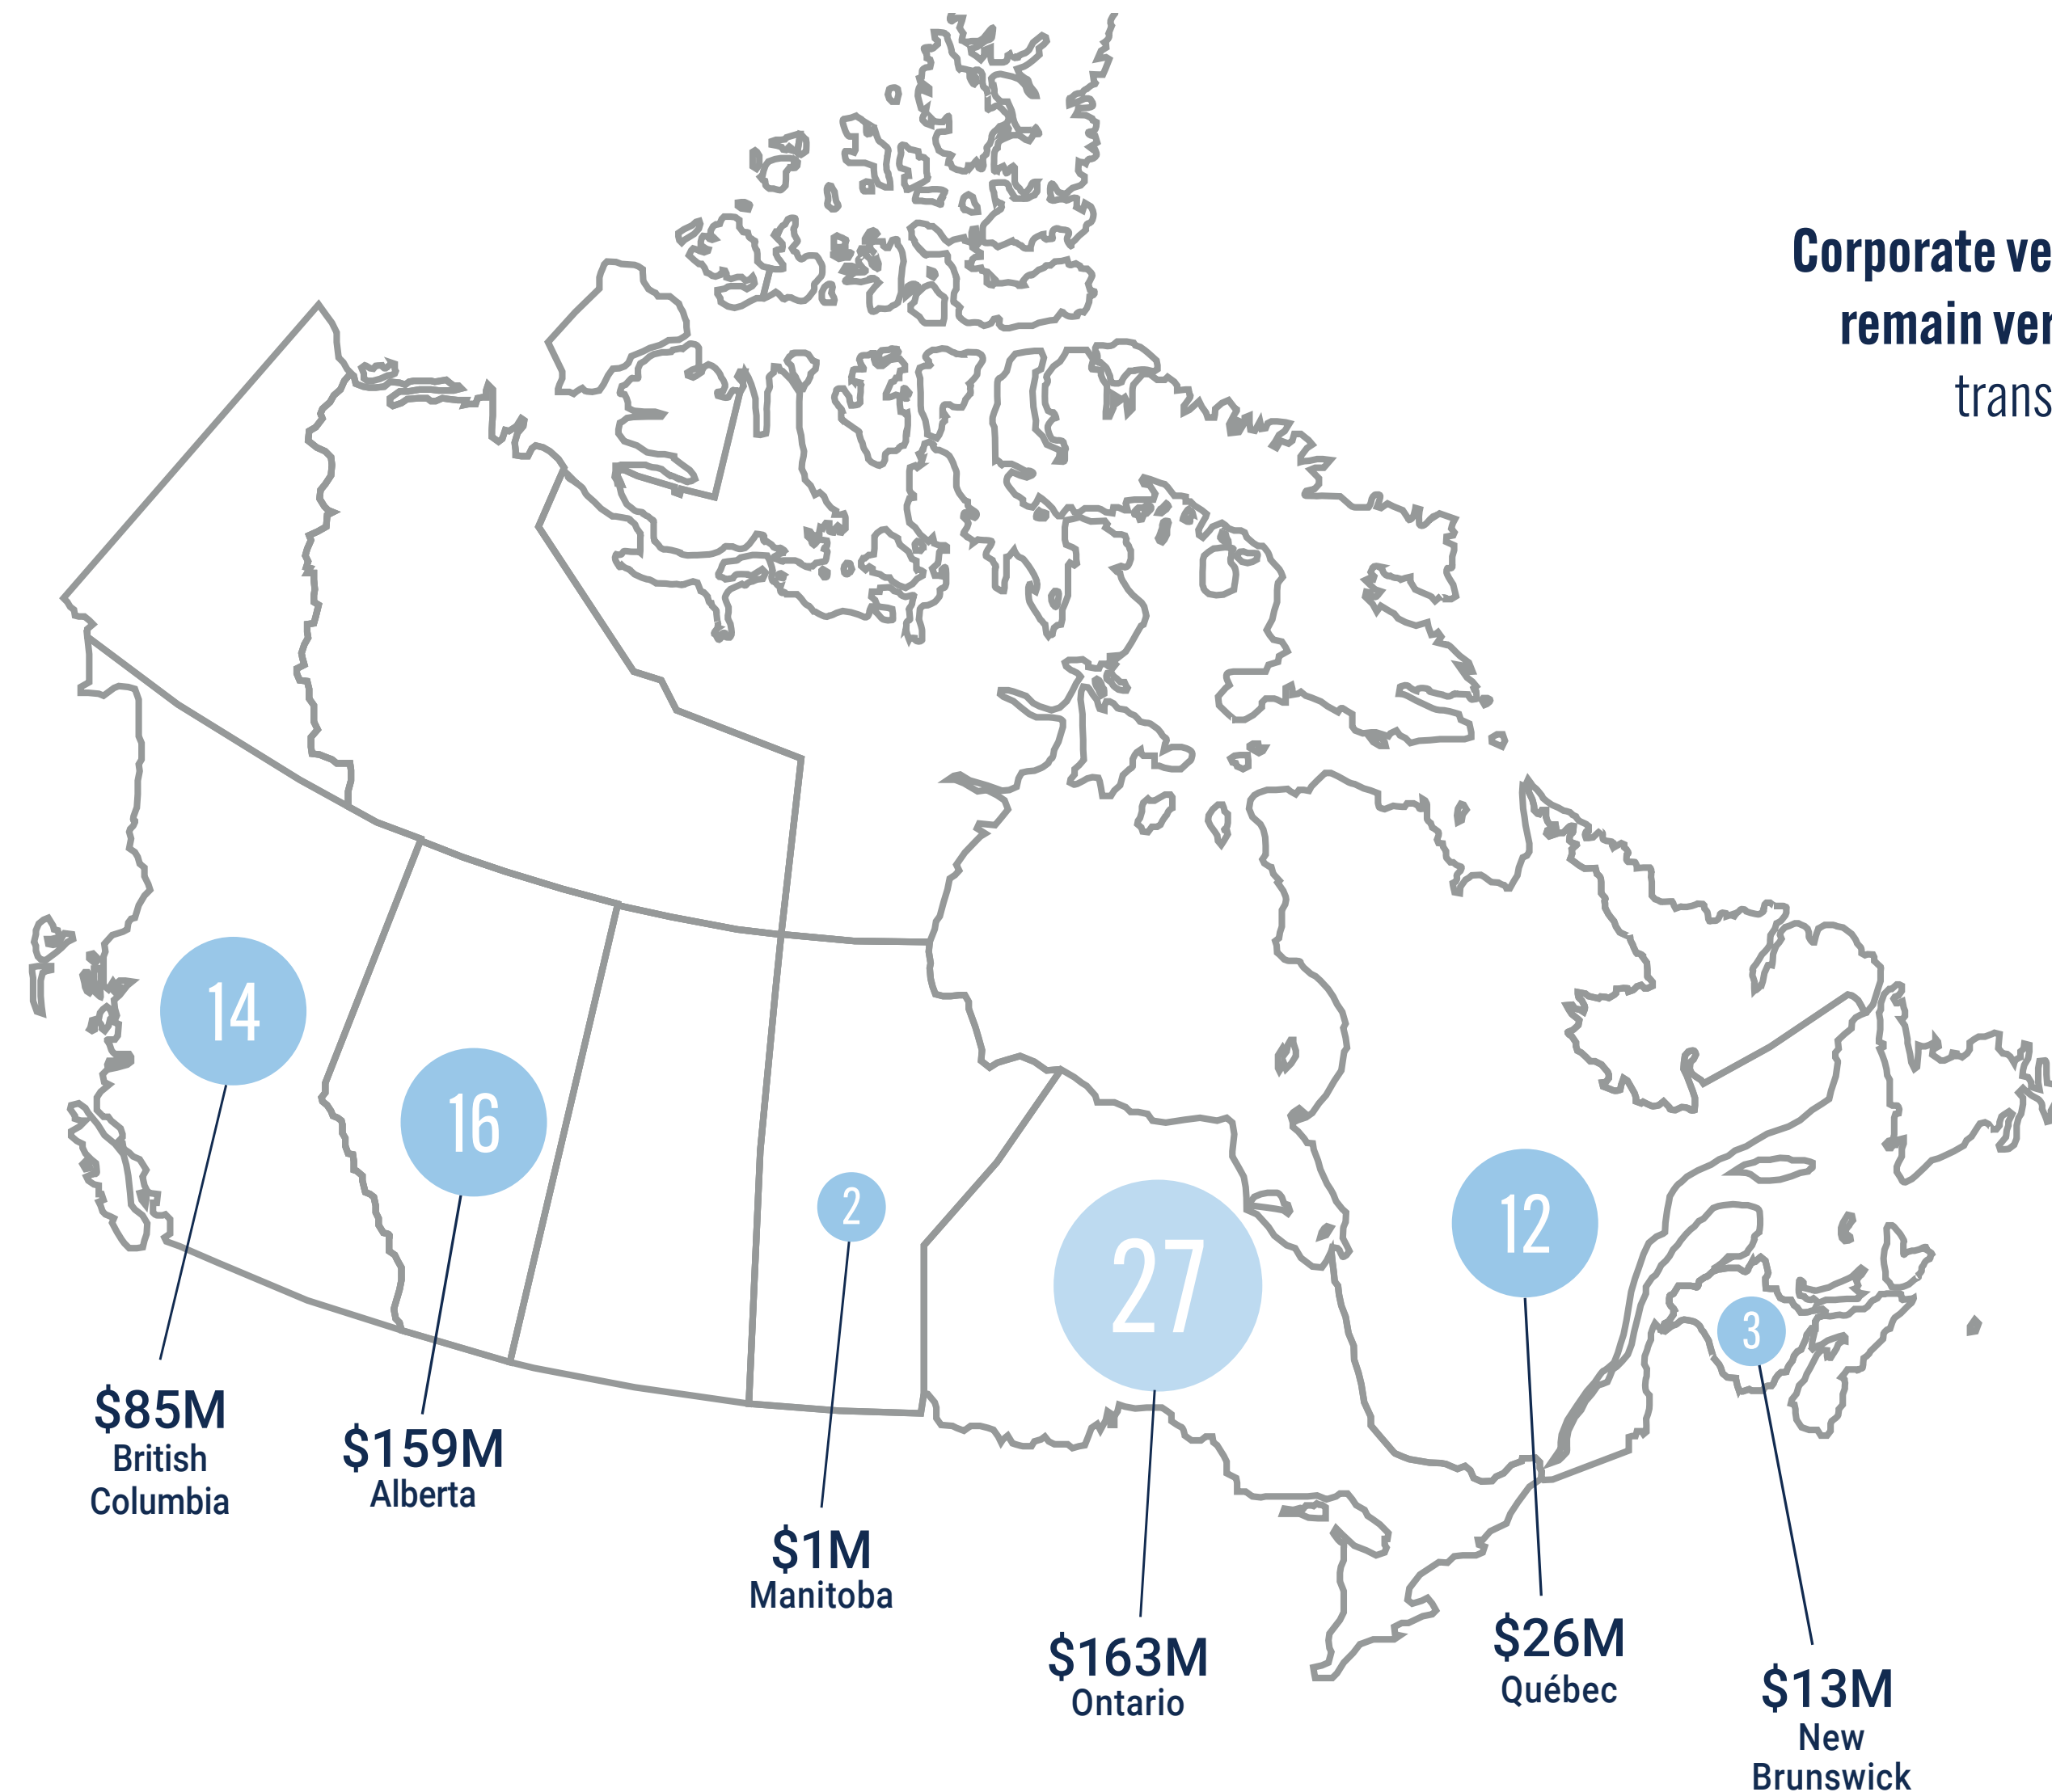 Corporate ve
remain ver
trans
14
16
2
27
12
3
$85M
British
Columbia
$159M
Alberta
$1M
Manitoba
$163M
Ontario
$26M
Québec
$13M
New
Brunswick